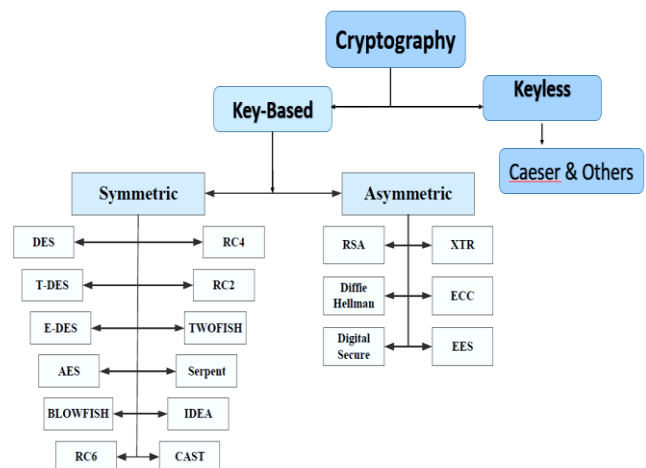 Cryptography
Keyless
Key-Based
Caeser & Others
Symmetric
Asymmetric
DES
RC4
RSA
XTR
T-DES
RC2
Diffie
Hellman
ECC
E-DES
TWOFISH
Digital
Secure
EES
AES
Serpent
BLOWFISH
IDEA
RC6
CAST